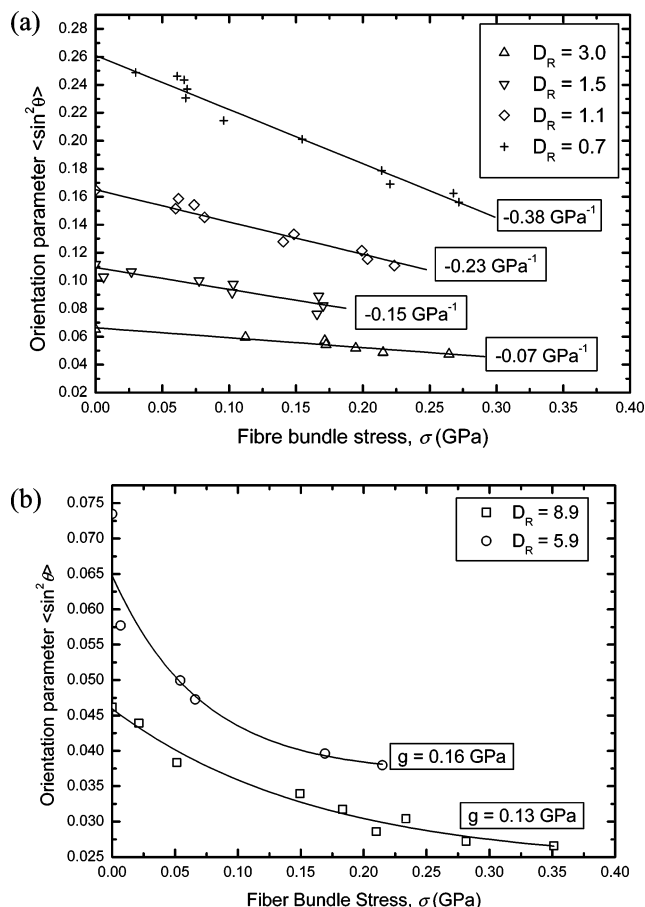 (a)
0.28
0.26
0.24
0.22
0.20
0.18
0.16
0.14
0.12
0.10
0.08
0.06
0.04
0.02
Orientation parameter <sin²θ>
D_R = 3.0
D_R = 1.5
D_R = 1.1
D_R = 0.7
-0.38 GPa⁻¹
-0.23 GPa⁻¹
-0.15 GPa⁻¹
-0.07 GPa⁻¹
0.00 0.05 0.10 0.15 0.20 0.25 0.30 0.35 0.40
Fibre bundle stress, σ (GPa)
(b)
0.075
0.065
0.060
0.050
0.045
0.040
0.035
0.030
0.025
Orientation parameter <sin²θ>
D_R = 8.9
D_R = 5.9
g = 0.16 GPa
g = 0.13 GPa
0.00 0.05 0.10 0.15 0.20 0.25 0.30 0.35 0.40
Fiber Bundle Stress, σ (GPa)